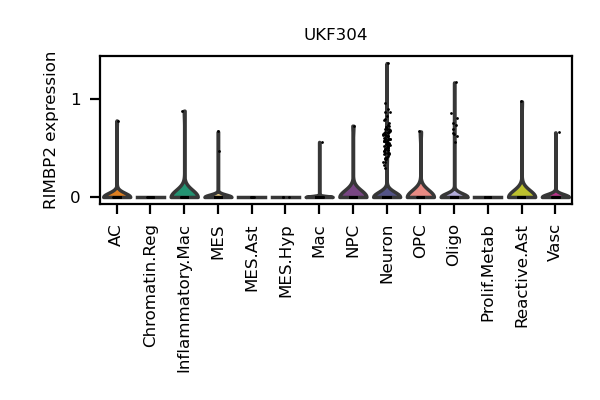 UKF304
RIMBP2 expression
1
0
AC
Chromatin.Reg
Inflammatory.Mac
MES
MES.Ast
MES.Hyp
Mac
NPC
Neuron
OPC
Oligo
Prolif.Metab
Reactive.Ast
Vasc